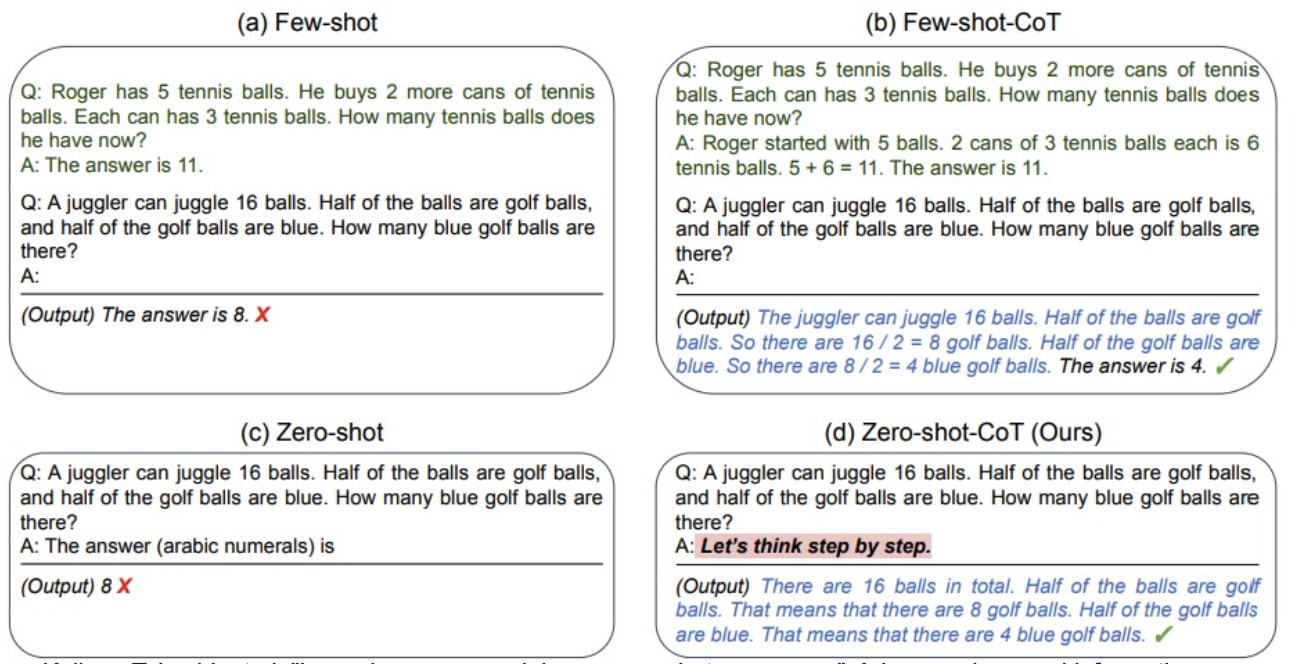 (a) Few-shot
Q: Roger has 5 tennis balls. He buys 2 more cans of tennis
balls. Each can has 3 tennis balls. How many tennis balls does
he have now?
A: The answer is 11.
Q: A juggler can juggle 16 balls. Half of the balls are golf balls,
and half of the golf balls are blue. How many blue golf balls are
there?
A:
(Output) The answer is 8. X
(b) Few-shot-CoT
Q: Roger has 5 tennis balls. He buys 2 more cans of tennis
balls. Each can has 3 tennis balls. How many tennis balls does
he have now?
A: Roger started with 5 balls. 2 cans of 3 tennis balls each is 6
tennis balls. 5 + 6 = 11. The answer is 11.
Q: A juggler can juggle 16 balls. Half of the balls are golf balls,
and half of the golf balls are blue. How many blue golf balls are
there?
A:
(Output) The juggler can juggle 16 balls. Half of the balls are golf
balls. So there are 16 / 2 = 8 golf balls. Half of the golf balls are
blue. So there are 8 / 2 = 4 blue golf balls. The answer is 4. ✓
(c) Zero-shot
Q: A juggler can juggle 16 balls. Half of the balls are golf balls,
and half of the golf balls are blue. How many blue golf balls are
there?
A: The answer (arabic numerals) is
(Output) 8 X
(d) Zero-shot-CoT (Ours)
Q: A juggler can juggle 16 balls. Half of the balls are golf balls,
and half of the golf balls are blue. How many blue golf balls are
there?
A: Let's think step by step.
(Output) There are 16 balls in total. Half of the balls are golf
balls. That means that there are 8 golf balls. Half of the golf balls
are blue. That means that there are 4 blue golf balls. ✓